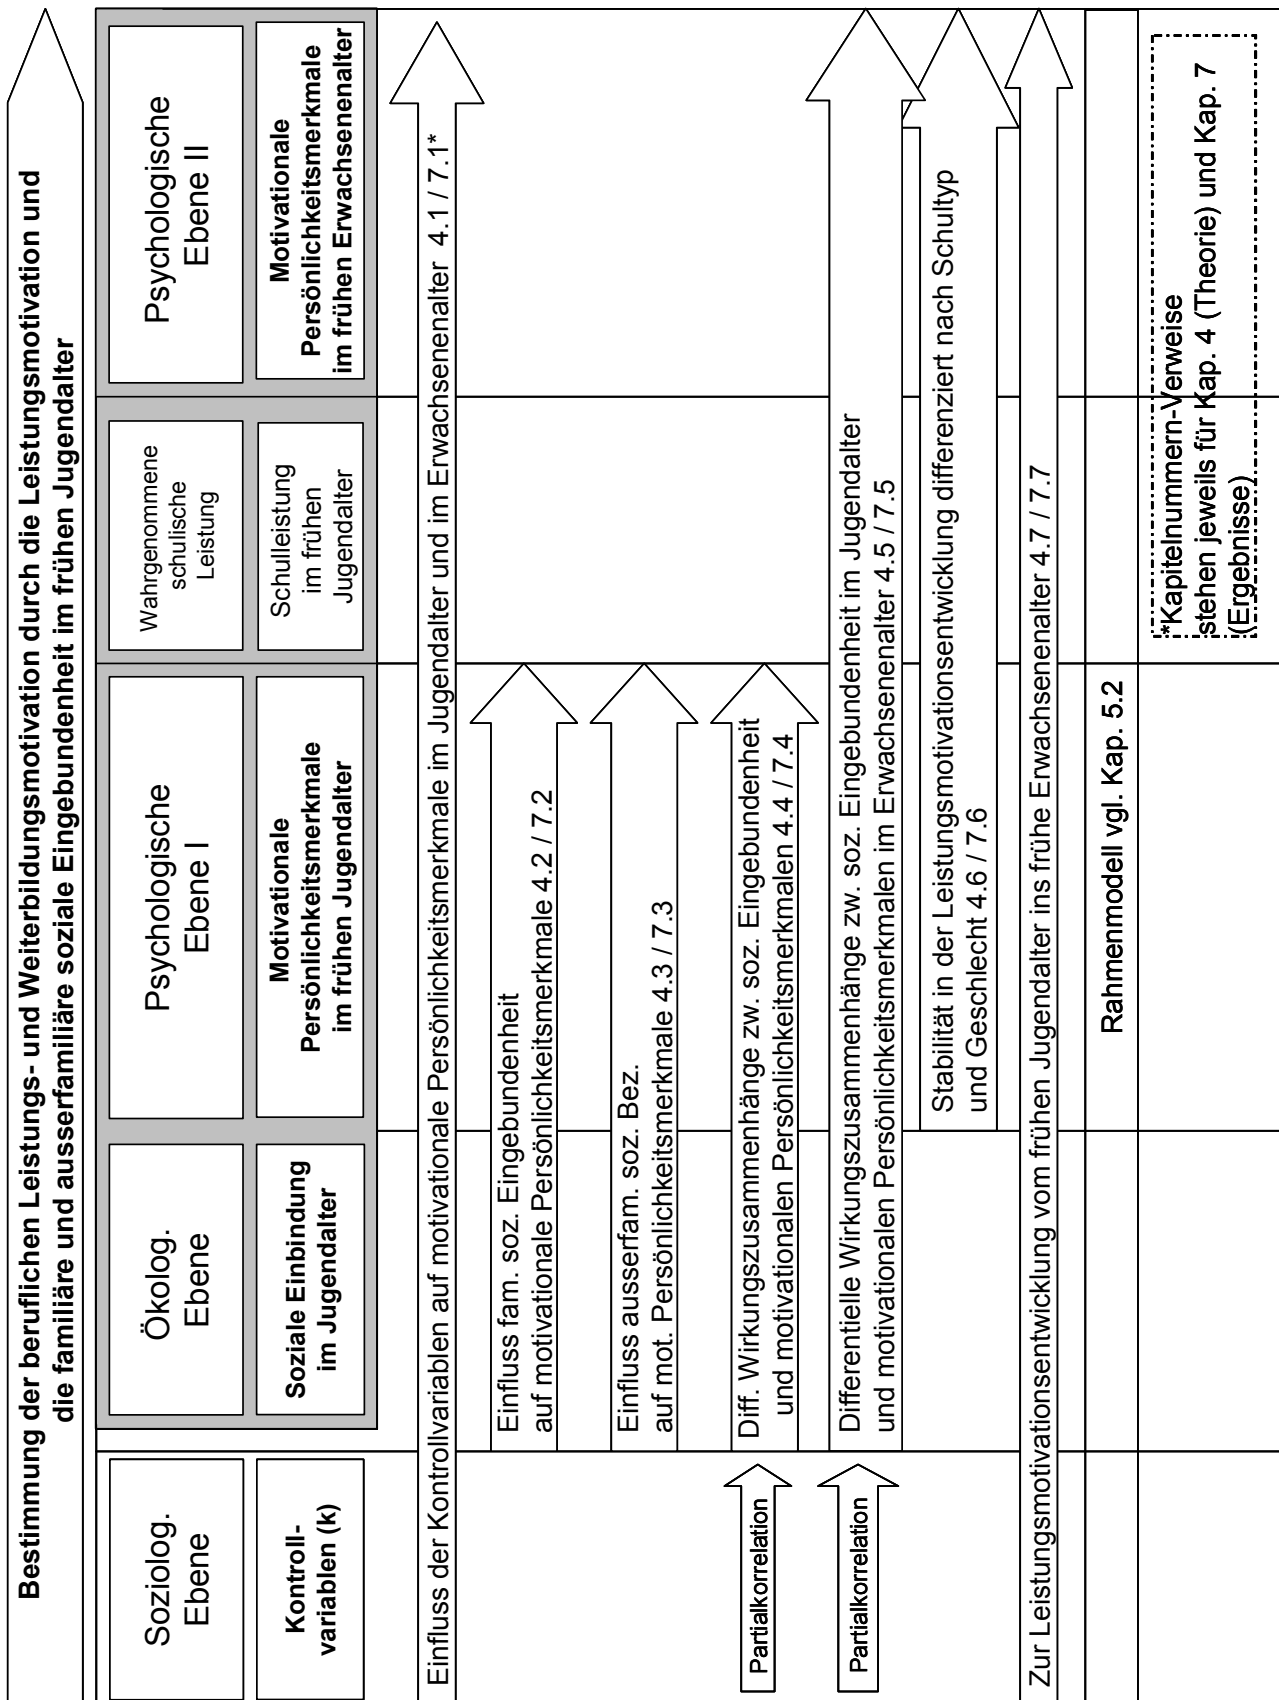 Bestimmung der beruflichen Leistungs- und Weiterbildungsmotivation durch die Leistungsmotivation und
die familiäre und ausserfamiliäre soziale Eingebundenheit im frühen Jugendalter
Soziolog.
Ebene
Ökolog.
Ebene
Psychologische
Ebene I
Wahrgenommene
schulische
Leistung
Psychologische
Ebene II
Kontroll-
variablen (k)
Soziale Einbindung
im Jugendalter
Motivationale
Persönlichkeitsmerkmale
im frühen Jugendalter
Schulleistung
im frühen
Jugendalter
Motivationale
Persönlichkeitsmerkmale
im frühen Erwachsenenalter
Einfluss der Kontrollvariablen auf motivationale Persönlichkeitsmerkmale im Jugendalter und im Erwachsenenalter 4.1 / 7.1*
Einfluss fam. soz. Eingebundenheit
auf motivationale Persönlichkeitsmerkmale 4.2 / 7.2
Einfluss ausserfam. soz. Bez.
auf mot. Persönlichkeitsmerkmale 4.3 / 7.3
Partialkorrelation
Diff. Wirkungszusammenhänge zw. soz. Eingebundenheit
und motivationalen Persönlichkeitsmerkmalen 4.4 / 7.4
Partialkorrelation
Differentielle Wirkungszusammenhänge zw. soz. Eingebundenheit im Jugendalter
und motivationalen Persönlichkeitsmerkmalen im Erwachsenenalter 4.5 / 7.5
Stabilität in der Leistungsmotivationsentwicklung differenziert nach Schultyp
und Geschlecht 4.6 / 7.6
Zur Leistungsmotivationsentwicklung vom frühen Jugendalter ins frühe Erwachsenenalter 4.7 / 7.7
Rahmenmodell vgl. Kap. 5.2
*Kapitelnummern-Verweise
stehen jeweils für Kap. 4 (Theorie) und Kap. 7
(Ergebnisse)